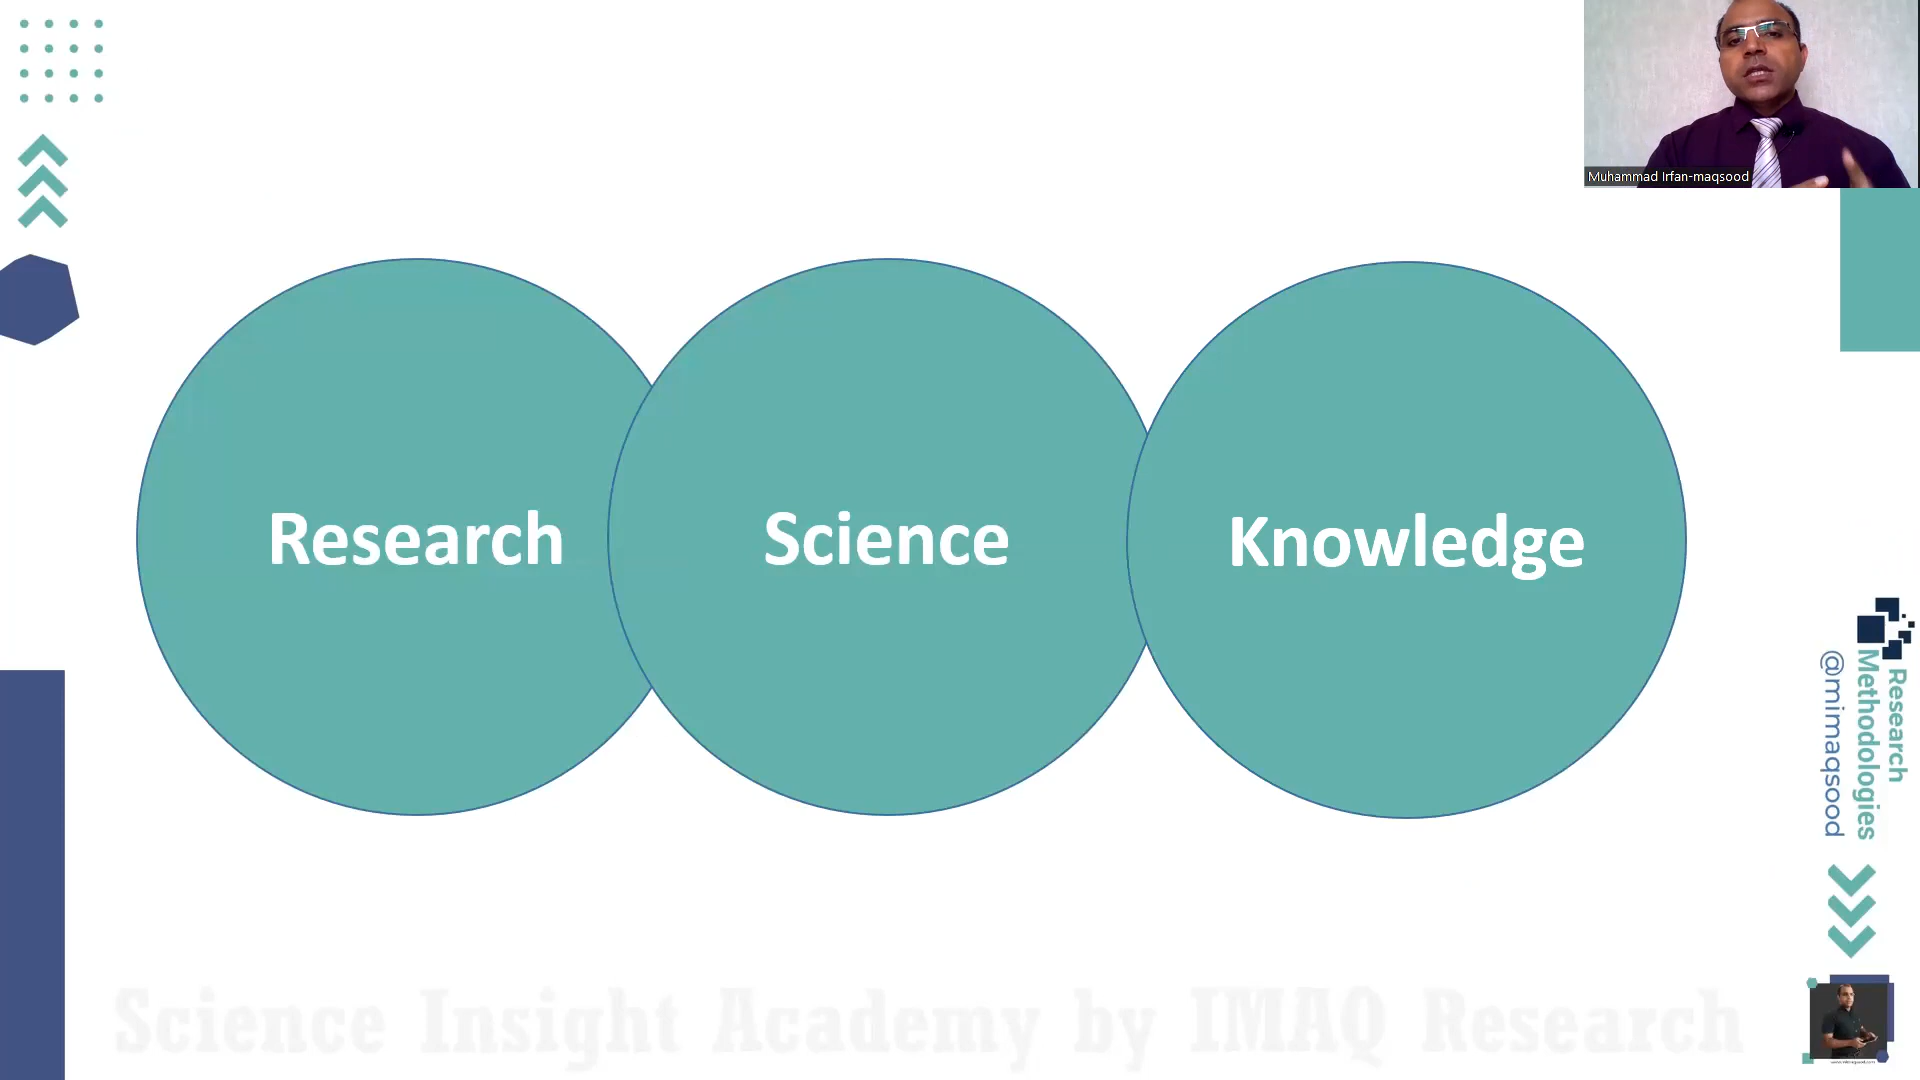 Muhammad Irfan-maqsood
Research
Science
Knowledge
Research
Methodologies
@mimaqsood
Science Insight Academy by IMAQ Research